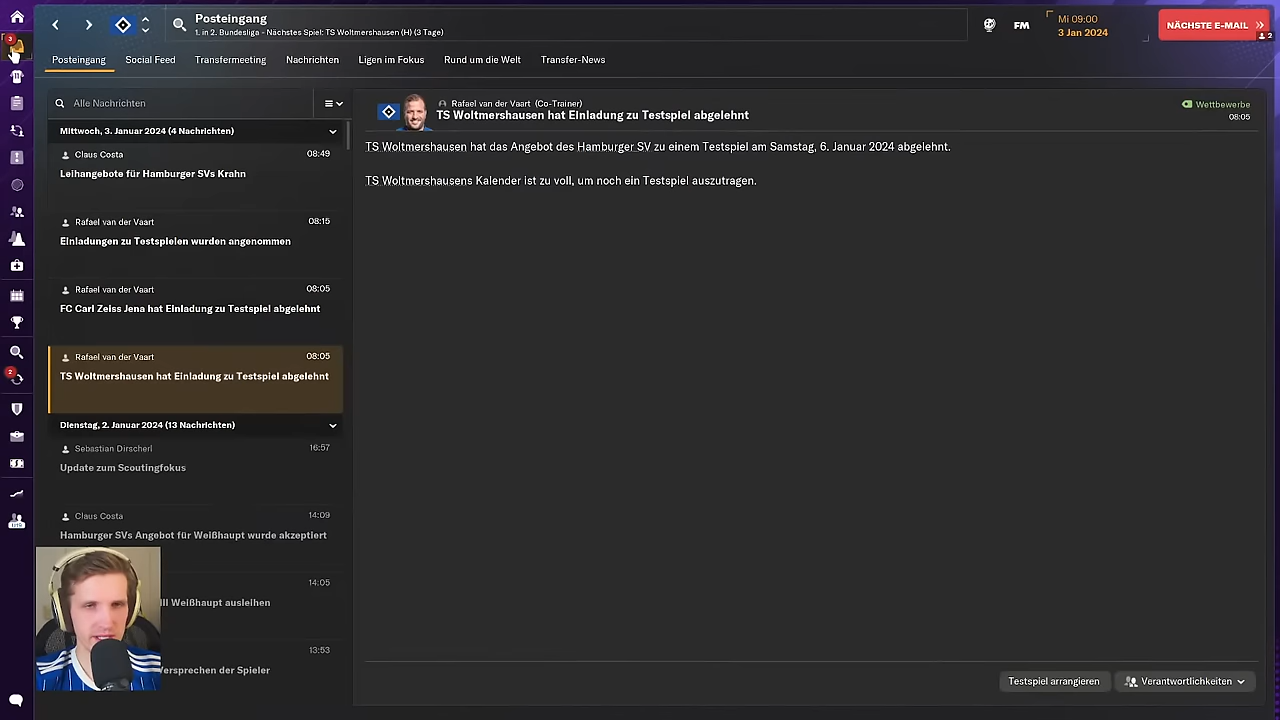 Posteingang
1. in 2. Bundesliga - Nächstes Spiel: TS Woltmershausen (H) (3 Tage)
FM
Mi 09:00
3 Jan 2024
NÄCHSTE E-MAIL
2
3
Posteingang
Social Feed
Transfermeeting
Nachrichten
Ligen im Fokus
Rund um die Welt
Transfer-News
Alle Nachrichten
Mittwoch, 3. Januar 2024 (4 Nachrichten)
Claus Costa 08:49
Leihangebote für Hamburger SVs Krahn
Rafael van der Vaart 08:15
Einladungen zu Testspielen wurden angenommen
Rafael van der Vaart 08:05
FC Carl Zeiss Jena hat Einladung zu Testspiel abgelehnt
Rafael van der Vaart 08:05
TS Woltmershausen hat Einladung zu Testspiel abgelehnt
2
Dienstag, 2. Januar 2024 (13 Nachrichten)
Sebastian Dirscherl 16:57
Update zum Scoutingfokus
Claus Costa 14:09
Hamburger SVs Angebot für Weißhaupt wurde akzeptiert
14:05
ll Weißhaupt ausleihen
13:53
Versprechen der Spieler
Rafael van der Vaart (Co-Trainer)
TS Woltmershausen hat Einladung zu Testspiel abgelehnt
Wettbewerbe
08:05
TS Woltmershausen hat das Angebot des Hamburger SV zu einem Testspiel am Samstag, 6. Januar 2024 abgelehnt.
TS Woltmershausens Kalender ist zu voll, um noch ein Testspiel auszutragen.
Testspiel arrangieren
Verantwortlichkeiten